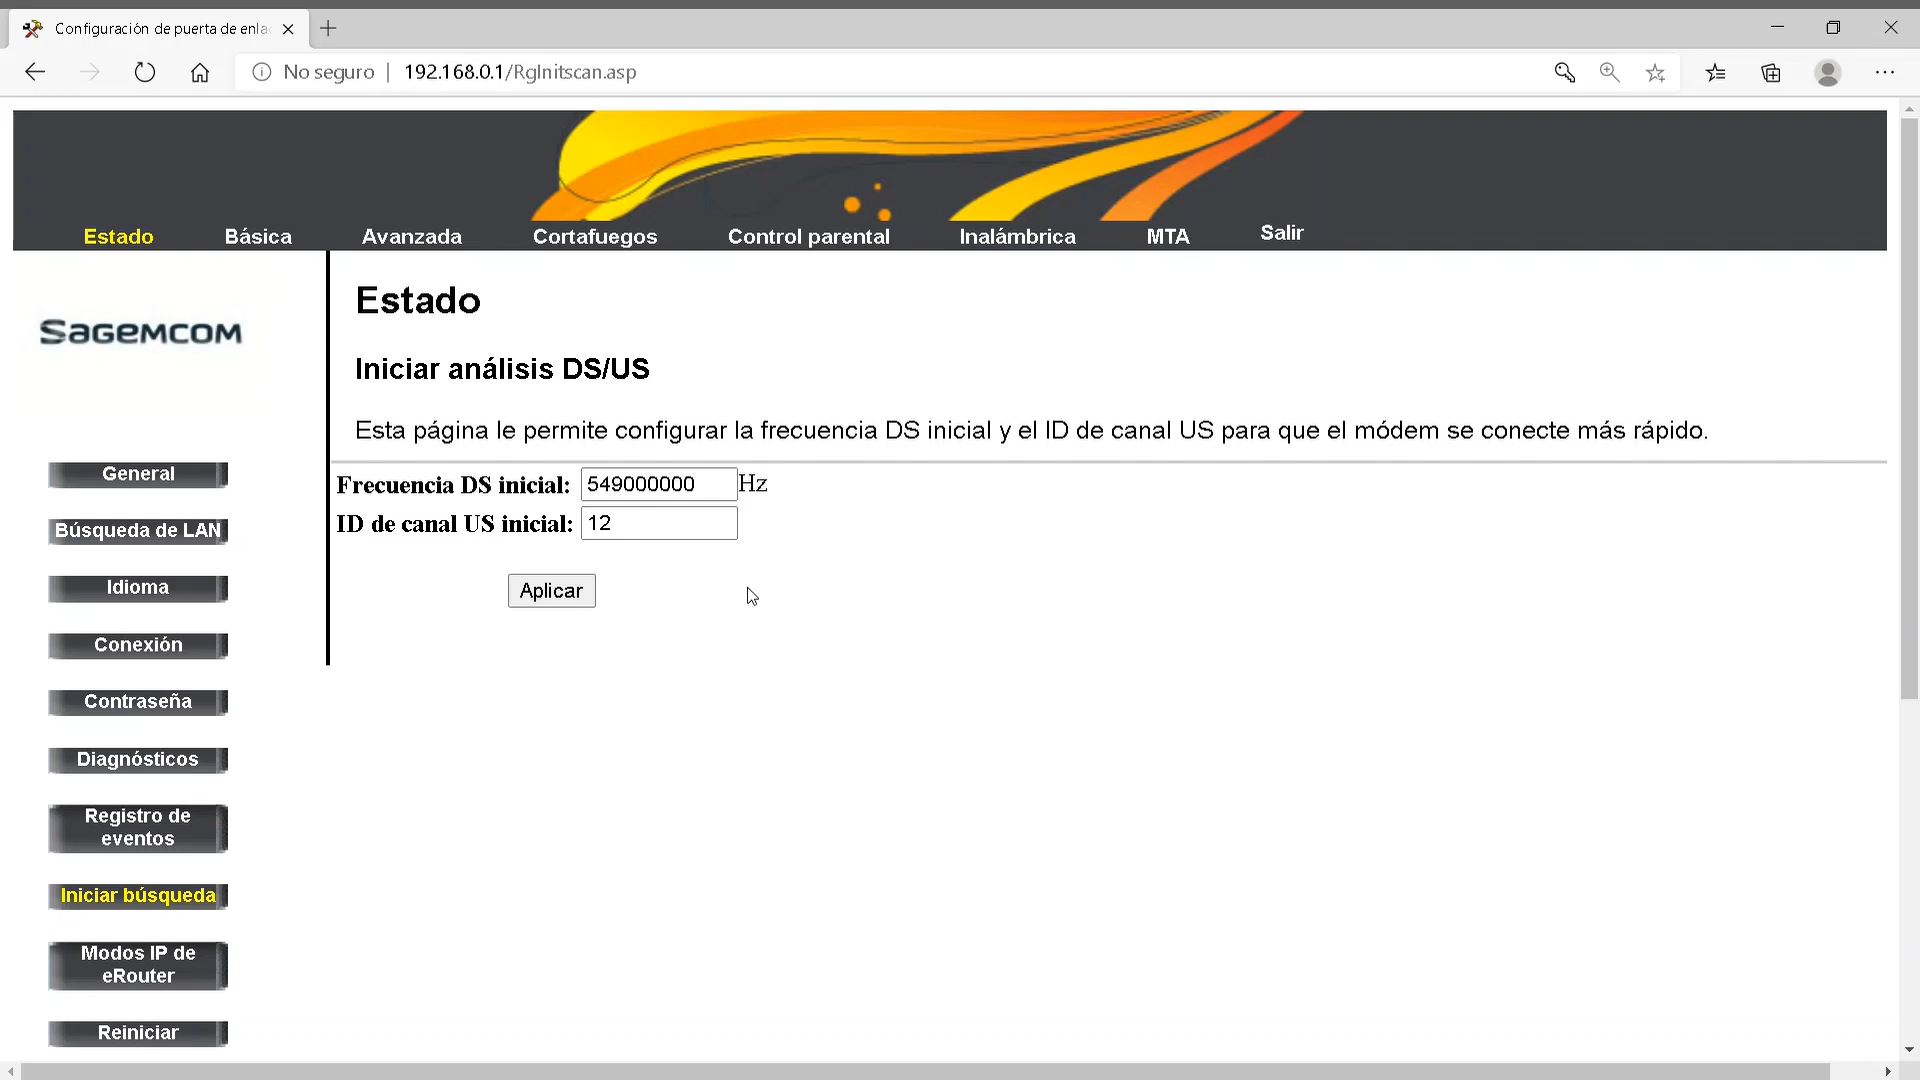 Configuración de puerta de enla
No seguro | 192.168.0.1/RgInitscan.asp
Estado Básica Avanzada Cortafuegos Control parental Inalámbrica MTA Salir
Sagemcom
Estado
Iniciar análisis DS/US
Esta página le permite configurar la frecuencia DS inicial y el ID de canal US para que el módem se conecte más rápido.
Frecuencia DS inicial: 549000000 Hz
ID de canal US inicial: 12
Aplicar
General
Búsqueda de LAN
Idioma
Conexión
Contraseña
Diagnósticos
Registro de
eventos
Iniciar búsqueda
Modos IP de
eRouter
Reiniciar